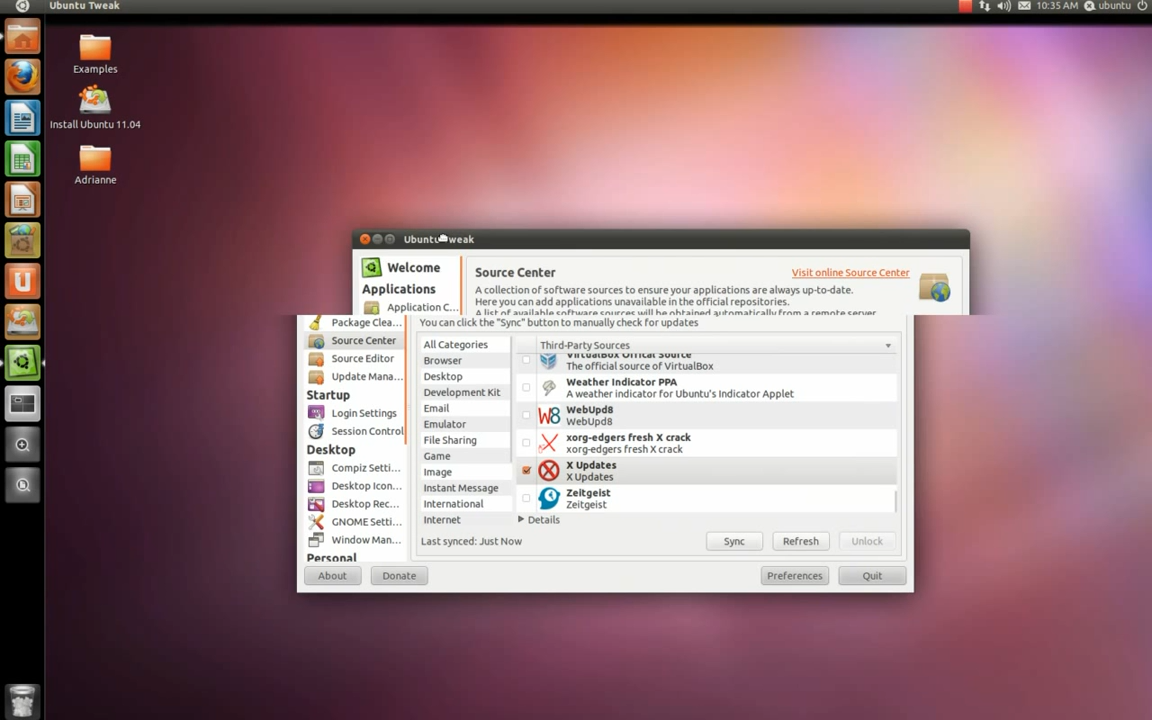 Ubuntu Tweak
10:35 AM
ubuntu
Examples
Install Ubuntu 11.04
Adrianne
Ubuntu Tweak
Welcome
Applications
Application C...
Source Center
Visit online Source Center
A collection of software sources to ensure your applications are always up-to-date.
Here you can add applications unavailable in the official repositories.
A list of available software sources will be obtained automatically from a remote server
You can click the "Sync" button to manually check for updates
Package Clea...
Source Center
Source Editor
Update Mana...
Startup
Login Settings
Session Control
Desktop
Compiz Setti...
Desktop Icon...
Desktop Rec...
GNOME Setti...
Window Man...
Personal
All Categories
Browser
Desktop
Development Kit
Email
Emulator
File Sharing
Game
Image
Instant Message
International
Internet
Third-Party Sources
VirtualBox Offical Source
The official source of VirtualBox
Weather Indicator PPA
A weather indicator for Ubuntu's Indicator Applet
W8
WebUpd8
WebUpd8
xorg-edgers fresh X crack
xorg-edgers fresh X crack
X Updates
X Updates
Zeitgeist
Zeitgeist
Details
Last synced: Just Now
Sync
Refresh
Unlock
About
Donate
Preferences
Quit